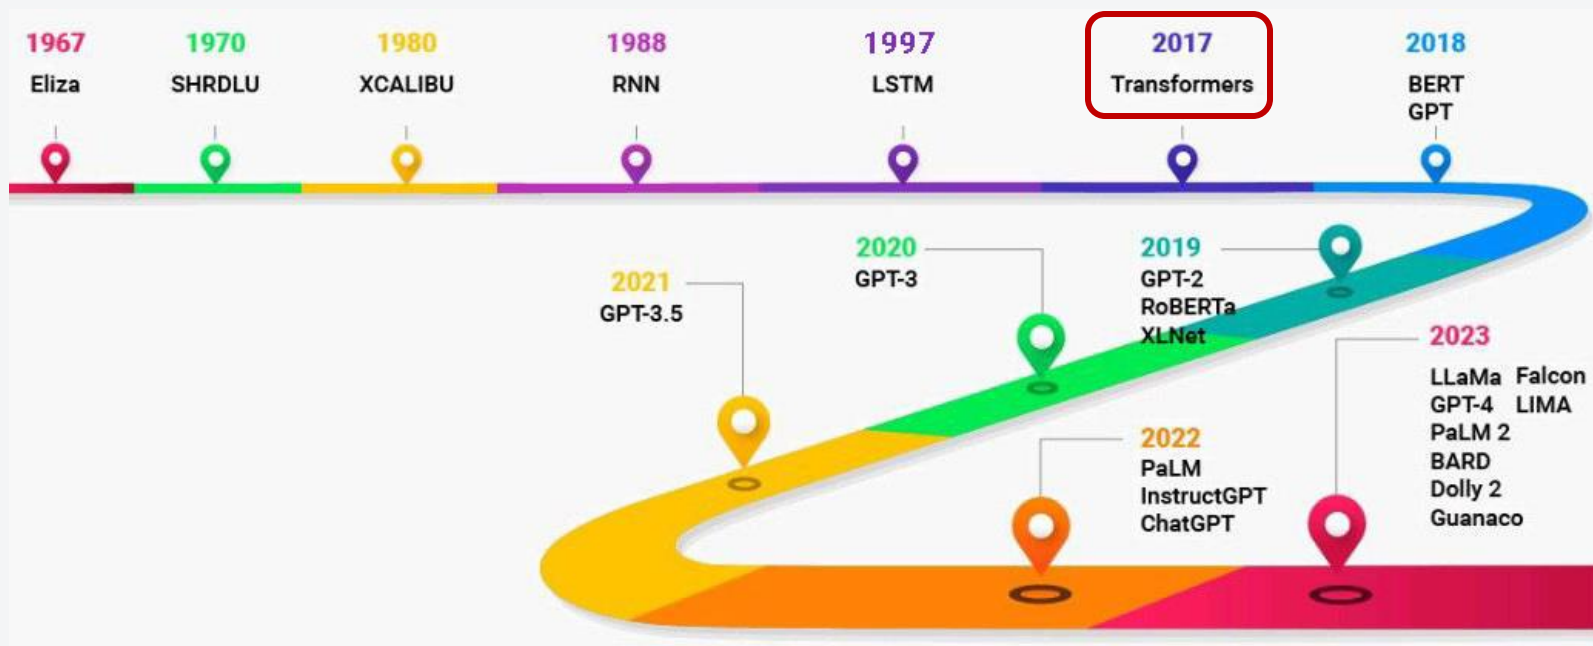 1967
Eliza
1970
SHRDLU
1980
XCALIBU
1988
RNN
1997
LSTM
2017
Transformers
2018
BERT
GPT
2019
GPT-2
RoBERTa
XLNet
2020
GPT-3
2021
GPT-3.5
2022
PaLM
InstructGPT
ChatGPT
2023
LLaMa Falcon
GPT-4 LIMA
PaLM 2
BARD
Dolly 2
Guanaco